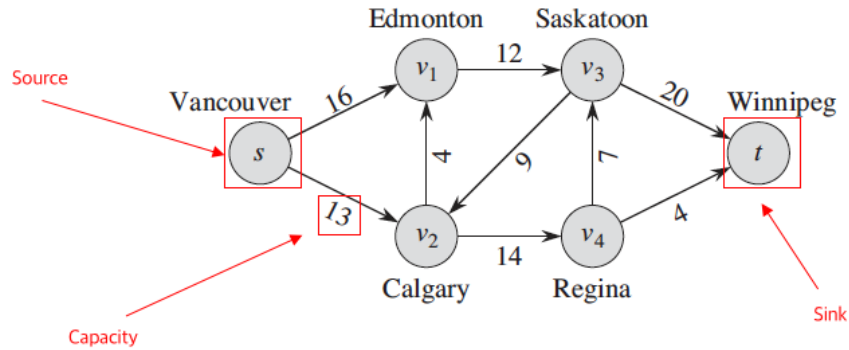 Edmonton Saskatoon
Source
v1 12 v3
Vancouver 16 20 Winnipeg
s 4 9 7 t
13 4
v2 14 v4
Calgary Regina
Capacity Sink